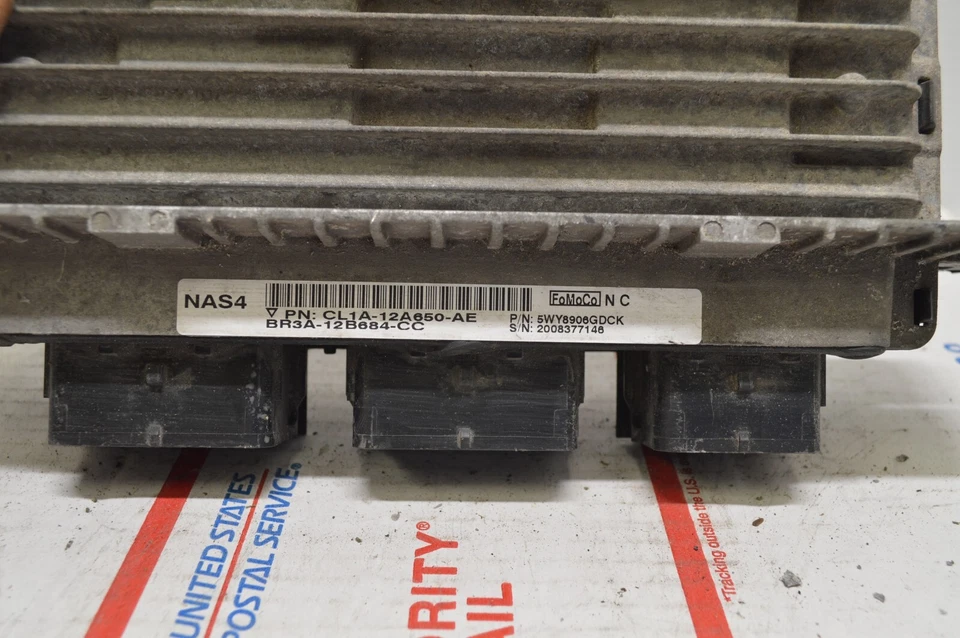 NAS4
FoMoCo N C
PN: CL1A-12A650-AE
BR3A-12B684-CC
P/N: 5WY8906GDCK
S/N: 2008377146
UNITED STATES
POSTAL SERVICE®
ORITY®
AIL
*Tracking outside the U.S.